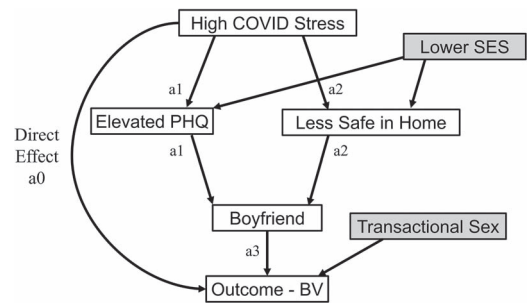 High COVID Stress
Lower SES
a1
a2
Elevated PHQ
Less Safe in Home
Direct
Effect
a0
a1
a2
Boyfriend
Transactional Sex
a3
Outcome - BV